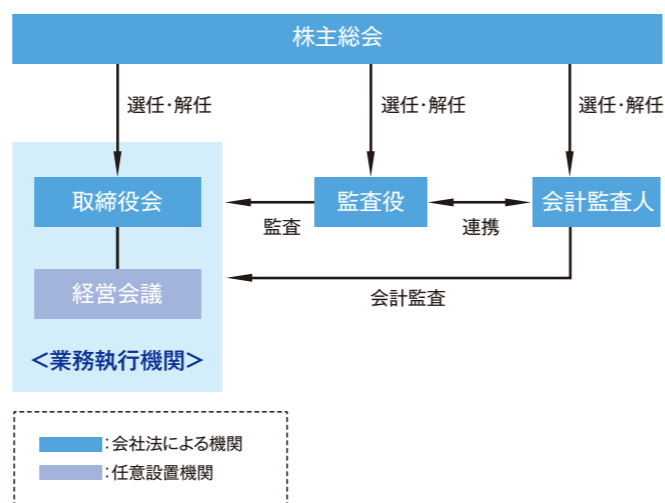 株主総会
選任・解任
選任・解任
選任・解任
取締役会
監査役
会計監査人
監査
連携
経営会議
会計監査
＜業務執行機関＞
：会社法による機関
：任意設置機関